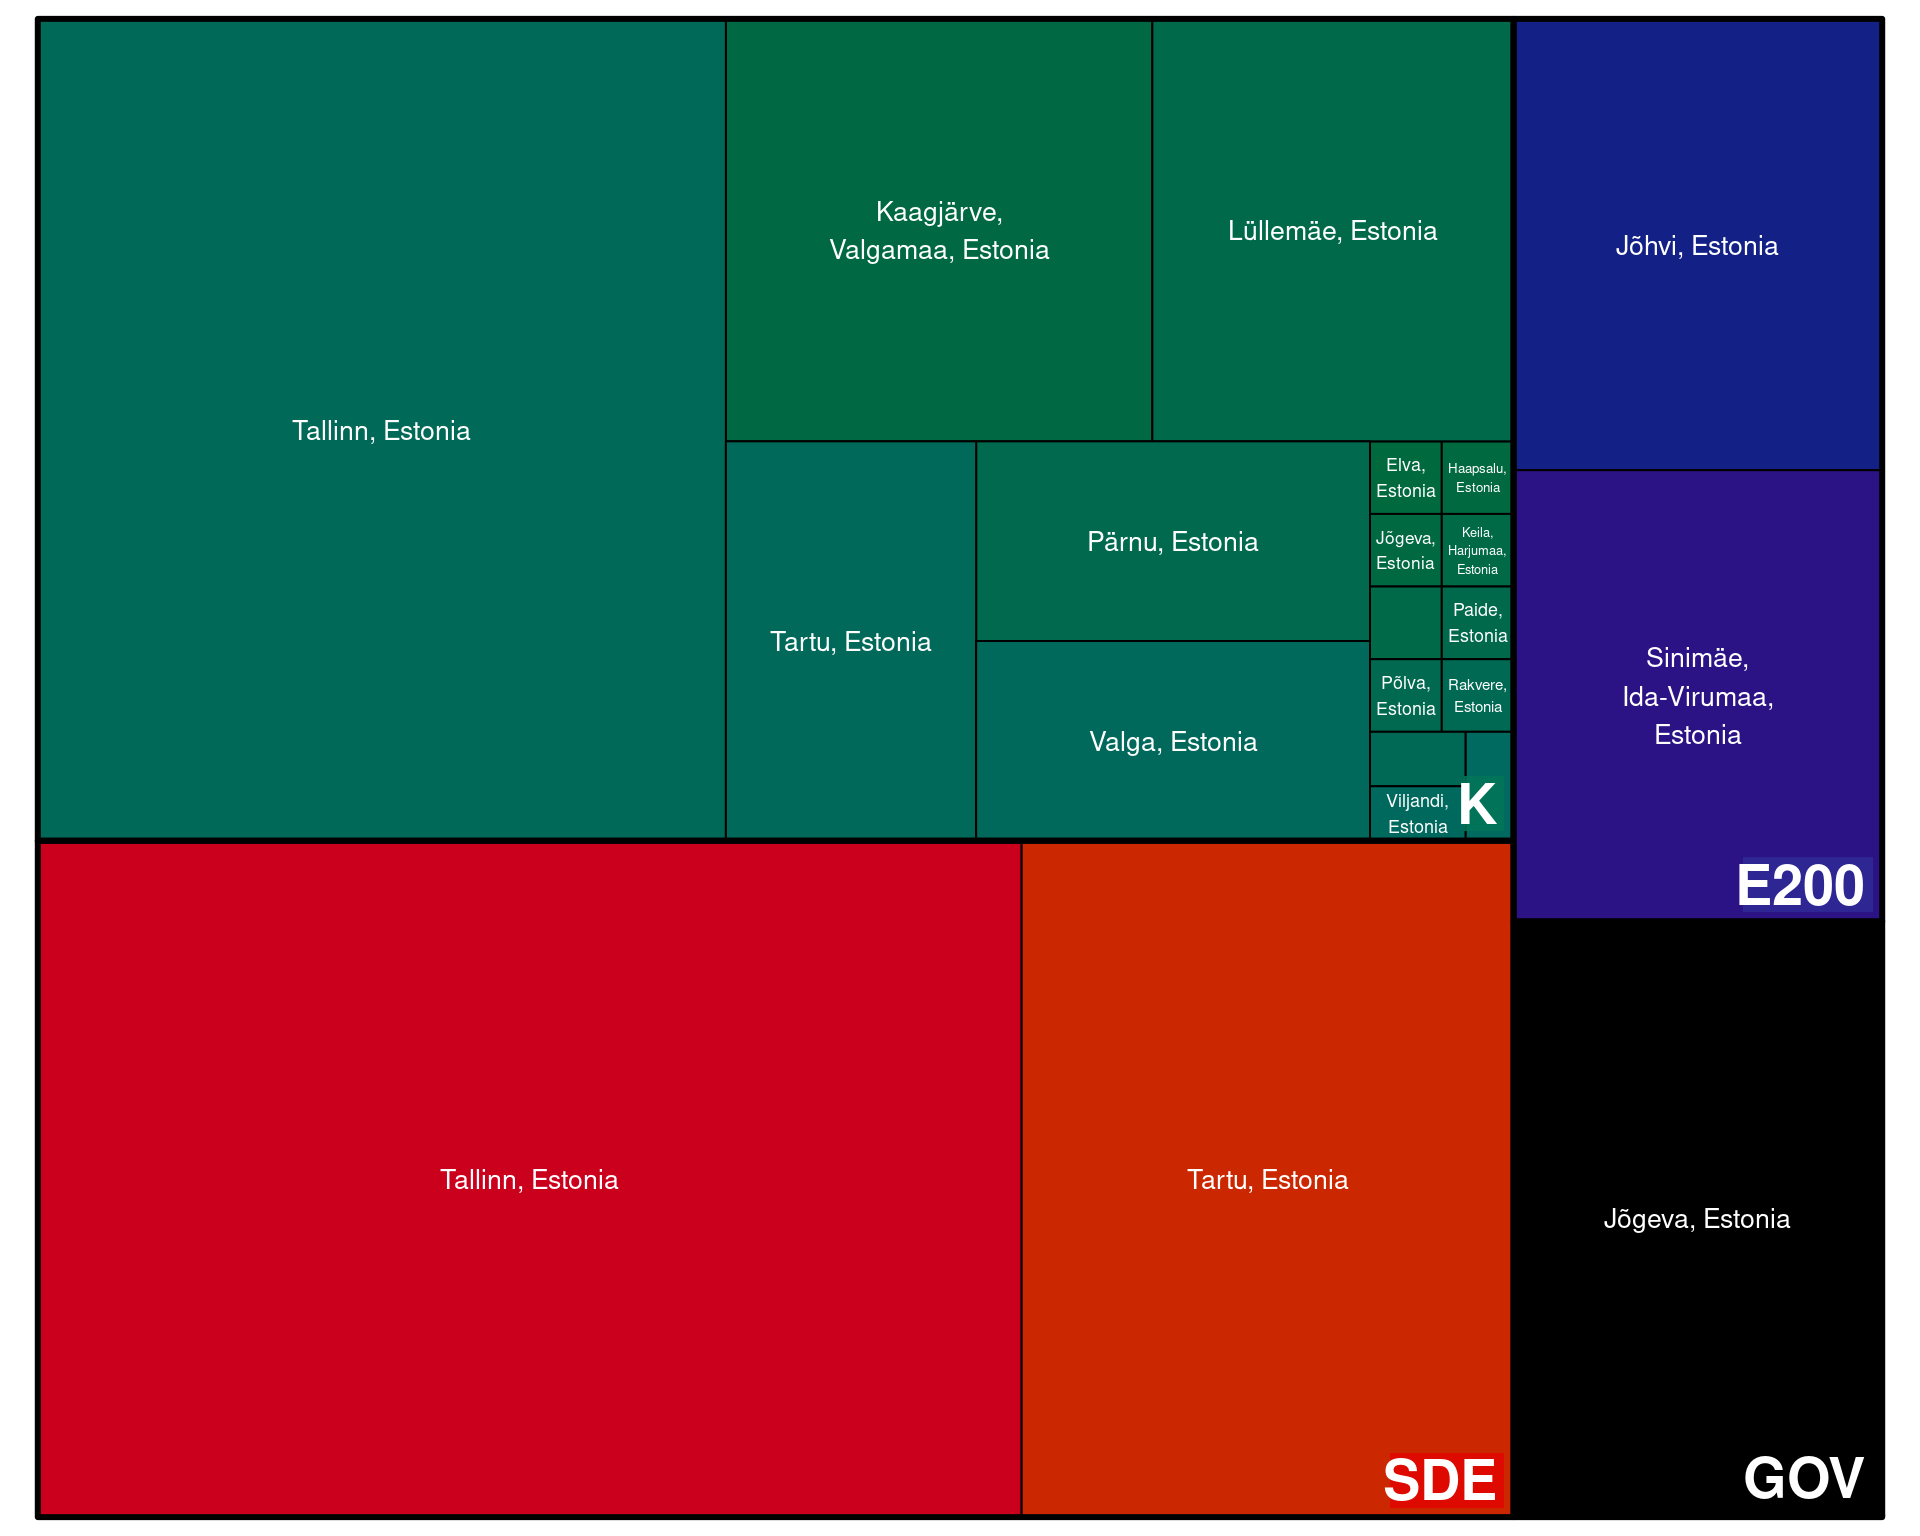 Tallinn, Estonia
Kaagjärve,
Valgamaa, Estonia
Lüllemäe, Estonia
Tartu, Estonia
Pärnu, Estonia
Valga, Estonia
Elva,
Estonia
Haapsalu,
Estonia
Jõgeva,
Estonia
Keila,
Harjumaa,
Estonia
Paide,
Estonia
Põlva,
Estonia
Rakvere,
Estonia
Viljandi,
Estonia
K
Jõhvi, Estonia
Sinimäe,
Ida-Virumaa,
Estonia
E200
Tallinn, Estonia
Tartu, Estonia
SDE
Jõgeva, Estonia
GOV